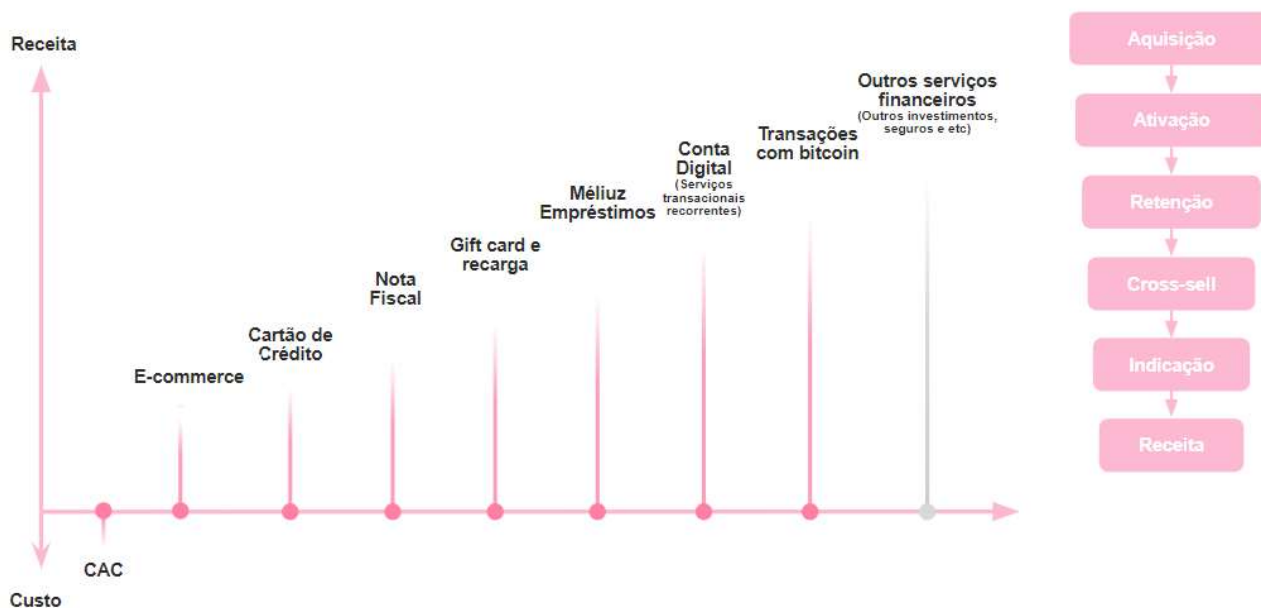 Receita
E-commerce
Cartão de
Crédito
Nota
Fiscal
Gift card e
recarga
Méliuz
Empréstimos
Conta
Digital
(Serviços
transacionais
recorrentes)
Transações
com bitcoin
Outros serviços
financeiros
(Outros investimentos,
seguros e etc)
CAC
Custo
Aquisição
Ativação
Retenção
Cross-sell
Indicação
Receita